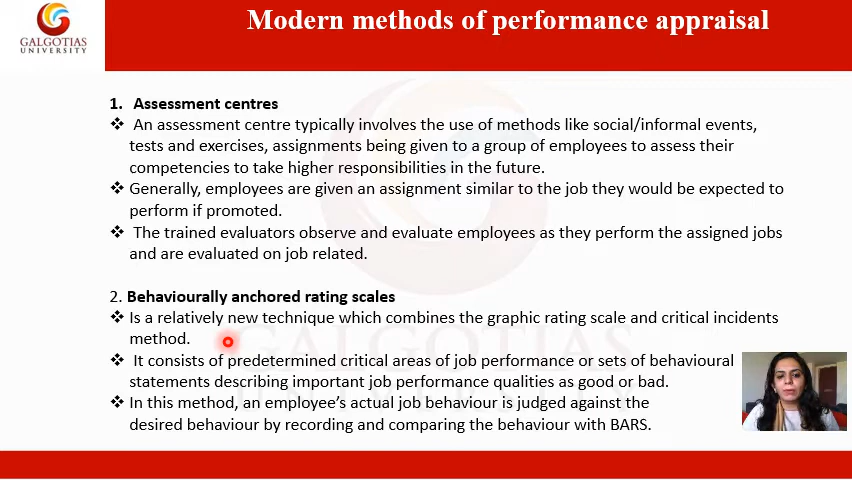 GALGOTIAS
UNIVERSITY
Modern methods of performance appraisal
1. Assessment centres
❖ An assessment centre typically involves the use of methods like social/informal events,
tests and exercises, assignments being given to a group of employees to assess their
competencies to take higher responsibilities in the future.
❖ Generally, employees are given an assignment similar to the job they would be expected to
perform if promoted.
❖ The trained evaluators observe and evaluate employees as they perform the assigned jobs
and are evaluated on job related.
2. Behaviourally anchored rating scales
❖ Is a relatively new technique which combines the graphic rating scale and critical incidents
method.
❖ It consists of predetermined critical areas of job performance or sets of behavioural
statements describing important job performance qualities as good or bad.
❖ In this method, an employee's actual job behaviour is judged against the
desired behaviour by recording and comparing the behaviour with BARS.
GALGOTIAS
UNIVERSITY